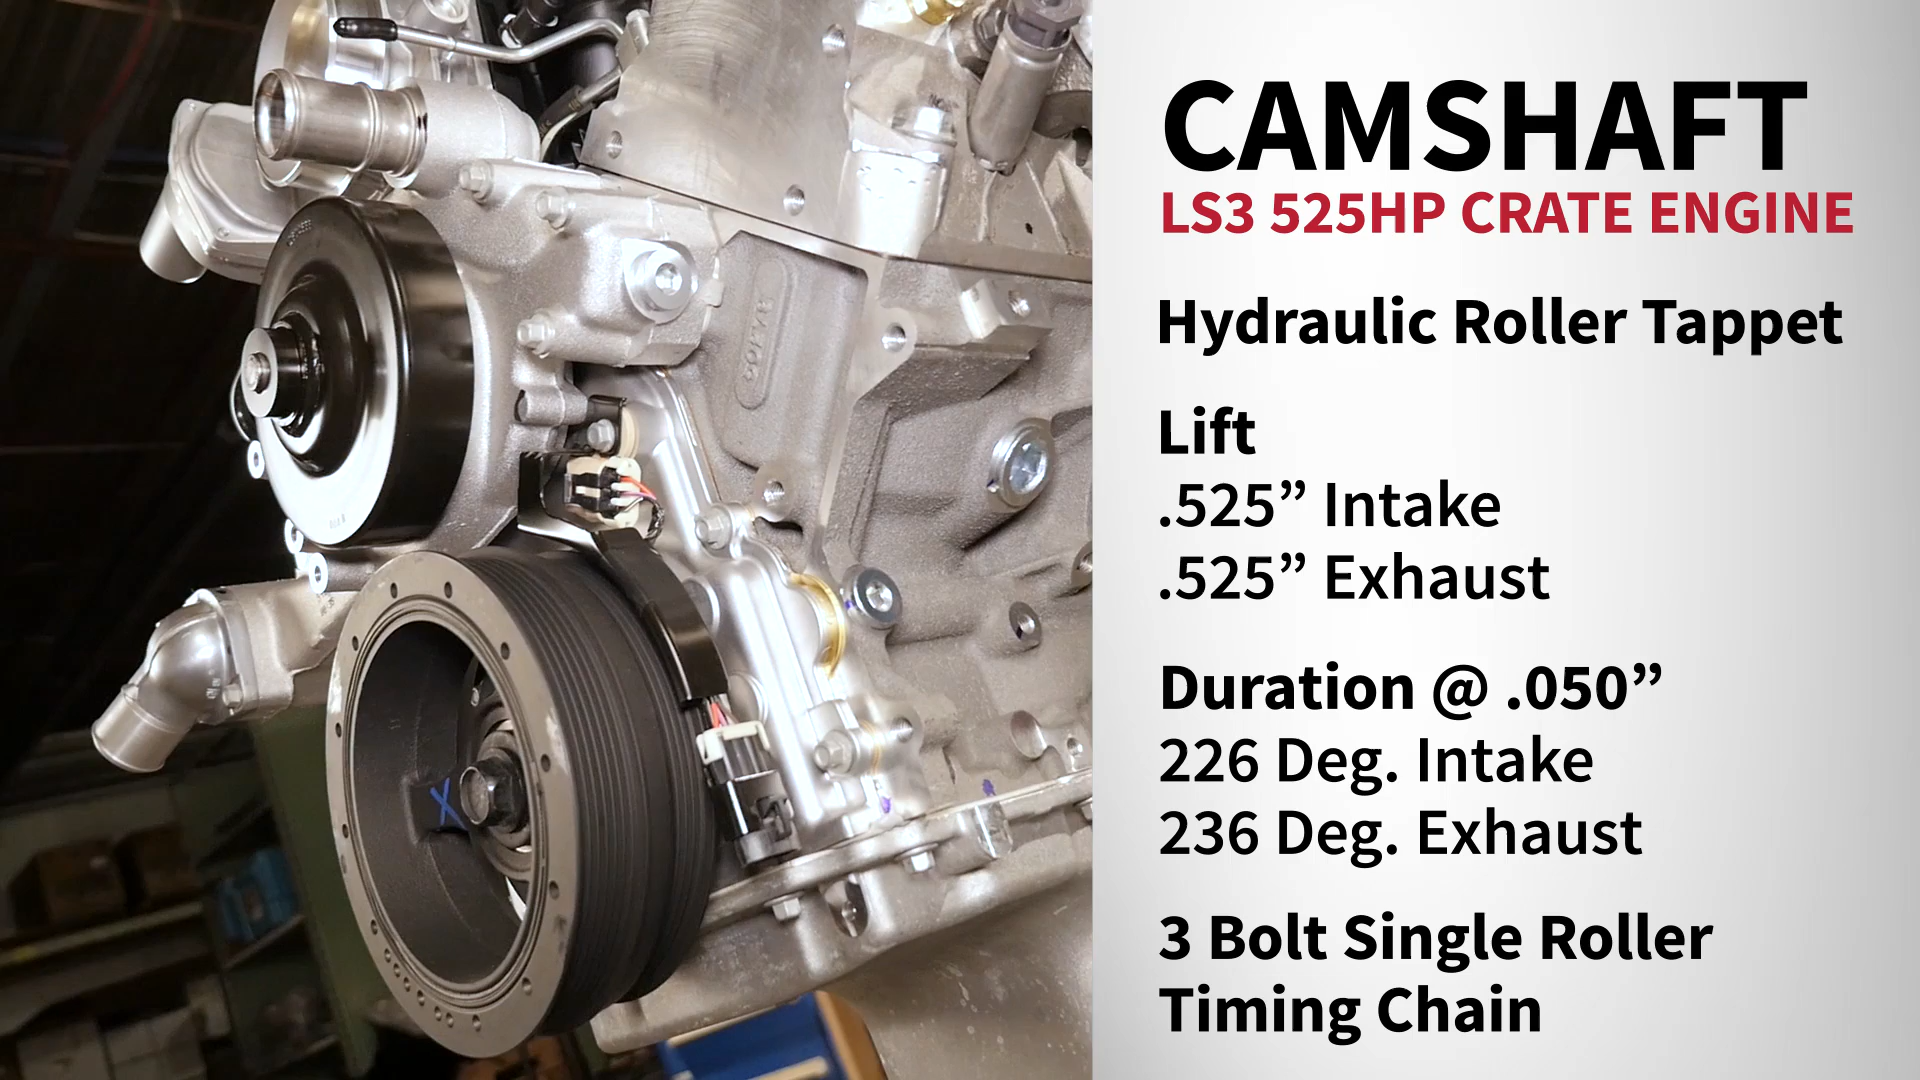 CAMSHAFT
LS3 525HP CRATE ENGINE
Hydraulic Roller Tappet
Lift
.525” Intake
.525” Exhaust
Duration @ .050”
226 Deg. Intake
236 Deg. Exhaust
3 Bolt Single Roller
Timing Chain
X